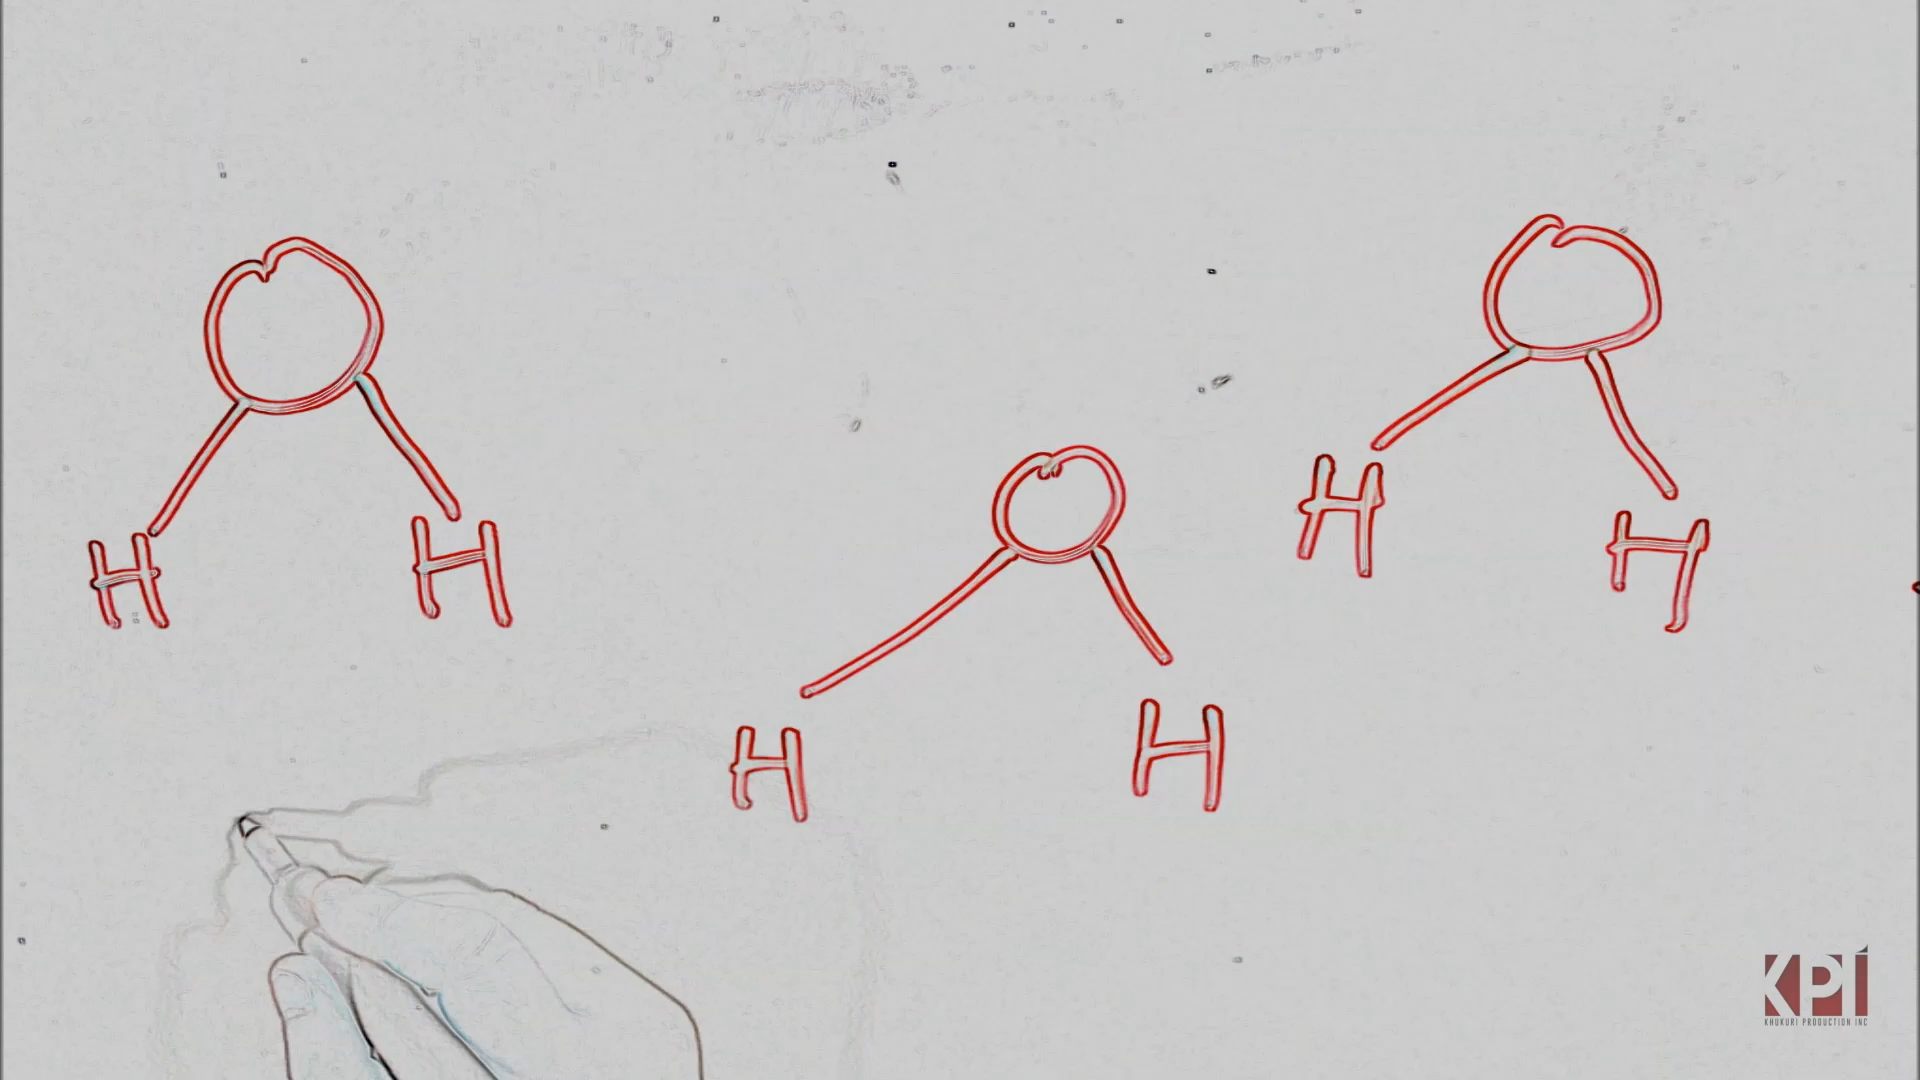 O
H H
O
H H
O
H H
KPI
KHUKURI PRODUCTION INC